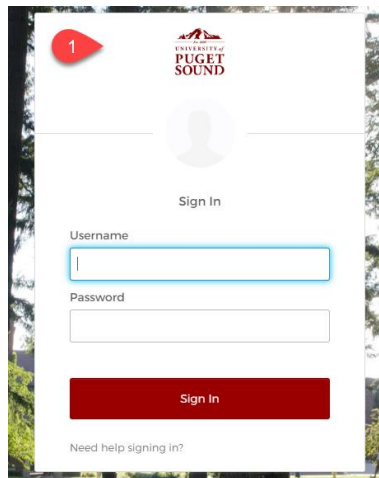 1
UNIVERSITY of
PUGET
SOUND
Sign In
Username
Password
Sign In
Need help signing in?